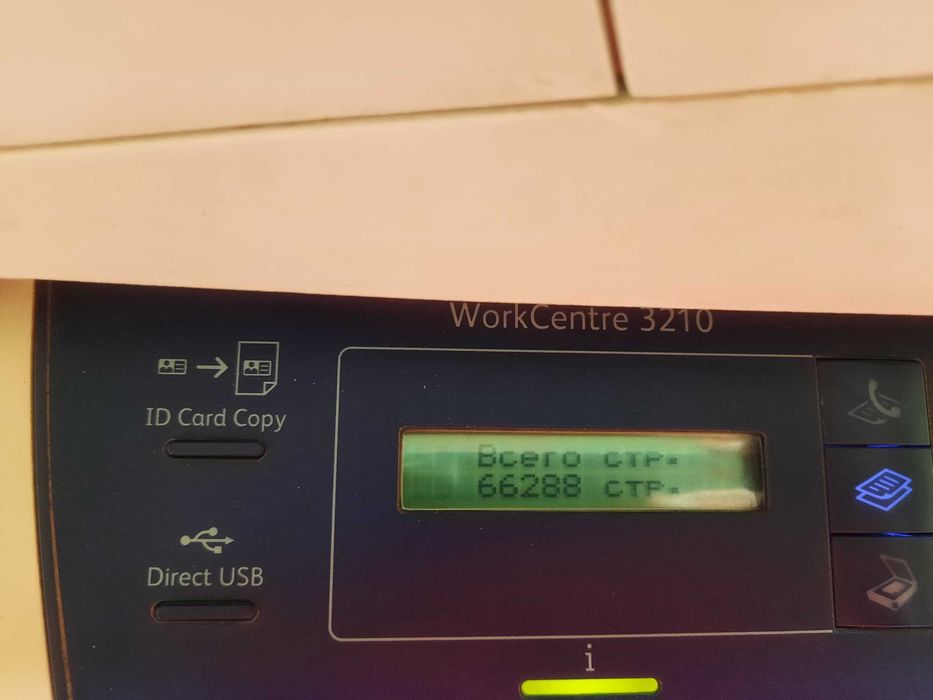 WorkCentre 3210
ID Card Copy
Всего стр.
66288 стр.
Direct USB
i